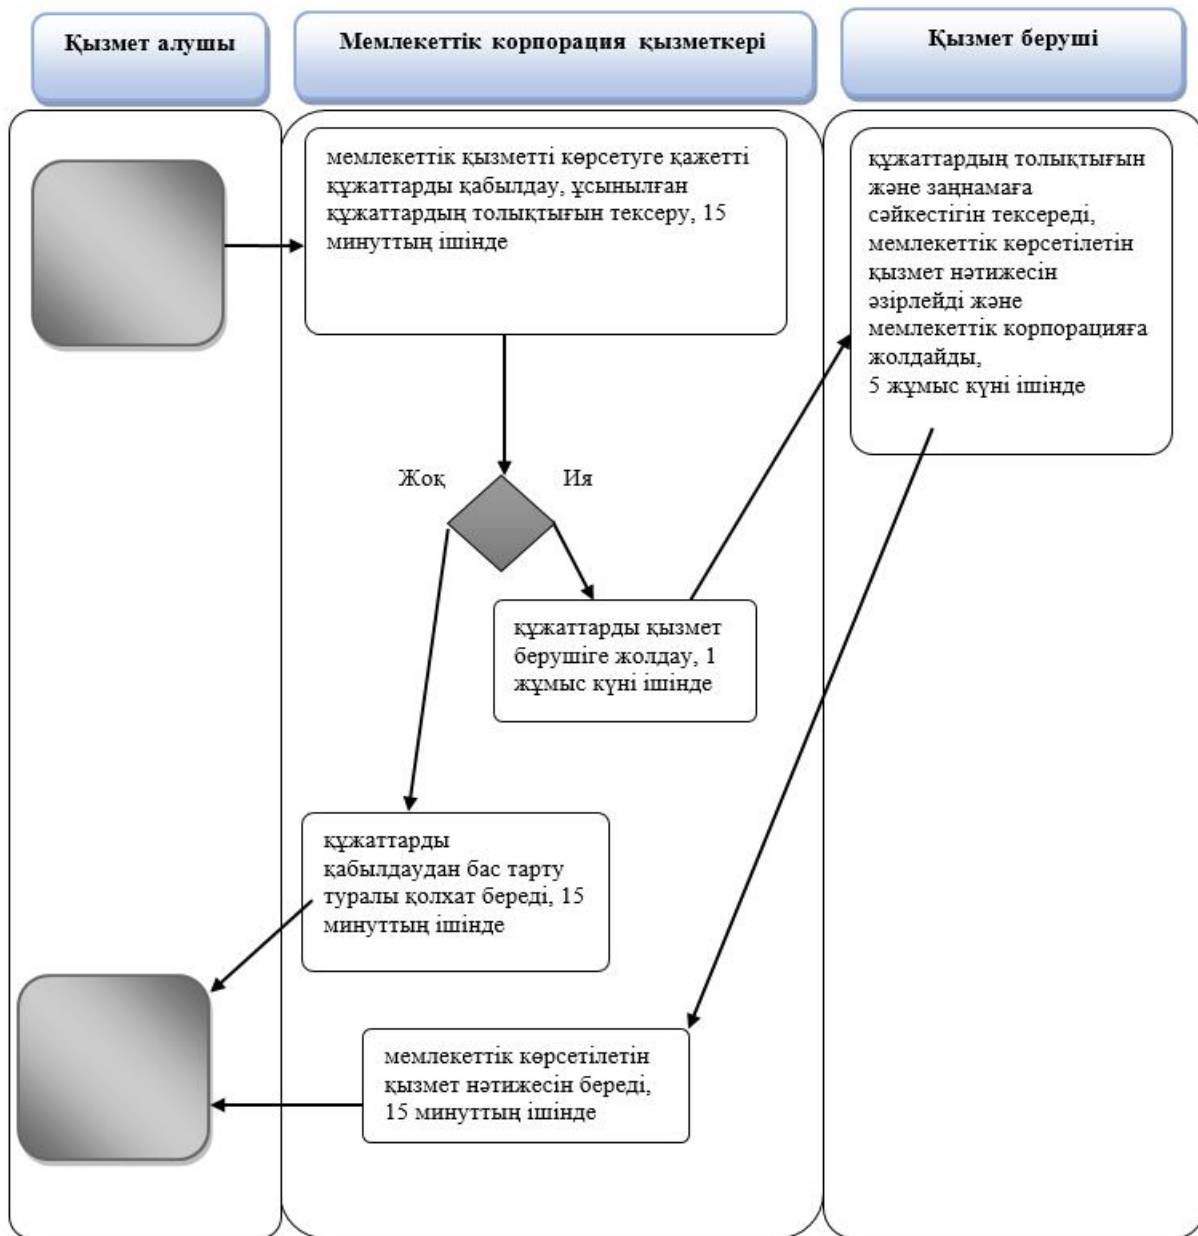 Қызмет алушы
Мемлекеттік корпорация қызметкері
Қызмет беруші
мемлекеттік қызметті көрсетуге қажетті
құжаттарды қабылдау, ұсынылған
құжаттардың толықтығын тексеру, 15
минуттың ішінде
құжаттардың толықтығын
және заңнамаға
сәйкестігін тексереді,
мемлекеттік көрсетілетін
қызмет нәтижесін
әзірлейді және
мемлекеттік корпорацияға
жолдайды,
5 жұмыс күні ішінде
Жоқ
Ия
құжаттарды қызмет
берушіге жолдау, 1
жұмыс күні ішінде
құжаттарды
қабылдаудан бас тарту
туралы қолхат береді, 15
минуттың ішінде
мемлекеттік көрсетілетін
қызмет нәтижесін береді,
15 минуттың ішінде